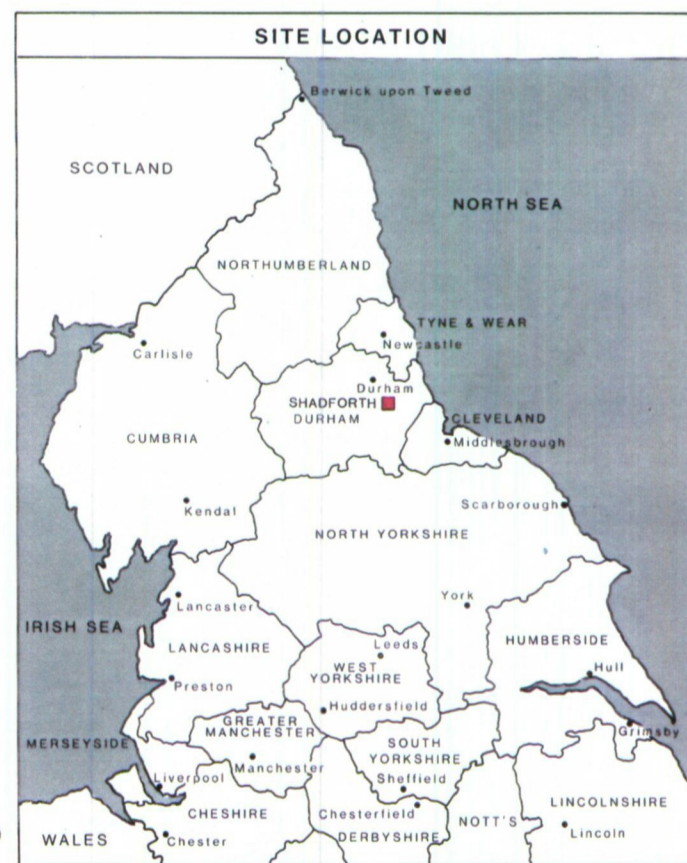 SITE LOCATION
Berwick upon Tweed
SCOTLAND
NORTH SEA
NORTHUMBERLAND
TYNE & WEAR
Newcastle
Carlisle
Durham
SHADFORTH
DURHAM
CLEVELAND
Middlesbrough
CUMBRIA
Kendal
Scarborough
NORTH YORKSHIRE
York
Lancaster
IRISH SEA
LANCASHIRE
Leeds
HUMBERSIDE
WEST
YORKSHIRE
Hull
Preston
Huddersfield
GREATER
MANCHESTER
Grimsby
MERSEYSIDE
SOUTH
YORKSHIRE
Manchester
Liverpool
Sheffield
CHESHIRE
Chesterfield
LINCOLNSHIRE
NOTT'S
WALES
Chester
DERBYSHIRE
Lincoln